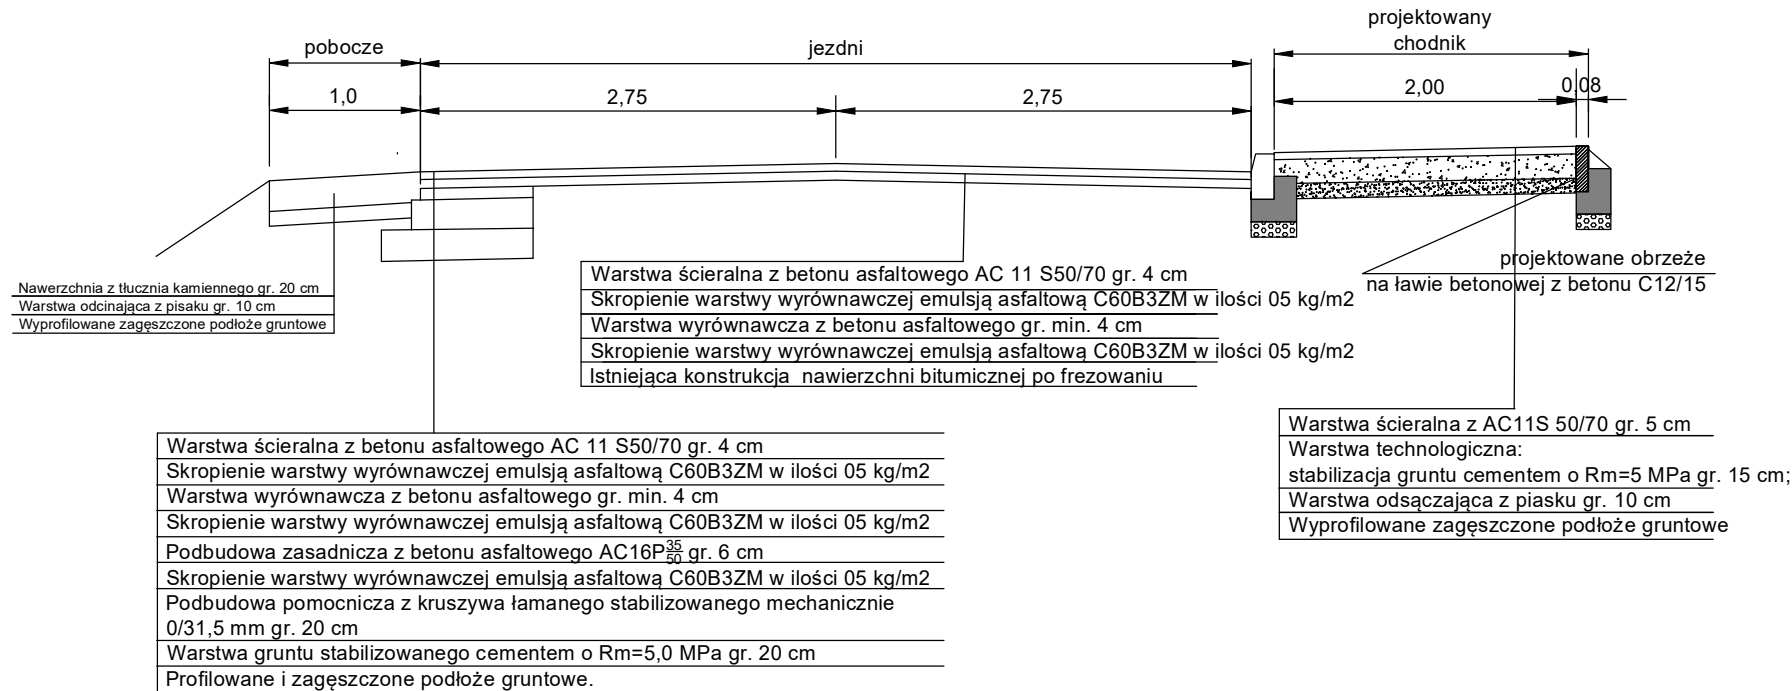 projektowany
chodnik
pobocze
jezdni
1,0
2,75
2,75
2,00
0.08
Nawerzchnia z tłucznia kamiennego gr. 20 cm
Warstwa odcinająca z pisaku gr. 10 cm
Wyprofilowane zagęszczone podłoże gruntowe
Warstwa ścieralna z betonu asfaltowego AC 11 S50/70 gr. 4 cm
Skropienie warstwy wyrównawczej emulsją asfaltową C60B3ZM w ilości 05 kg/m2
Warstwa wyrównawcza z betonu asfaltowego gr. min. 4 cm
Skropienie warstwy wyrównawczej emulsją asfaltową C60B3ZM w ilości 05 kg/m2
Istniejąca konstrukcja nawierzchni bitumicznej po frezowaniu
projektowane obrzeże
na ławie betonowej z betonu C12/15
Warstwa ścieralna z betonu asfaltowego AC 11 S50/70 gr. 4 cm
Skropienie warstwy wyrównawczej emulsją asfaltową C60B3ZM w ilości 05 kg/m2
Warstwa wyrównawcza z betonu asfaltowego gr. min. 4 cm
Skropienie warstwy wyrównawczej emulsją asfaltową C60B3ZM w ilości 05 kg/m2
Podbudowa zasadnicza z betonu asfaltowego AC16P 35/50 gr. 6 cm
Skropienie warstwy wyrównawczej emulsją asfaltową C60B3ZM w ilości 05 kg/m2
Podbudowa pomocnicza z kruszywa łamanego stabilizowanego mechanicznie
0/31,5 mm gr. 20 cm
Warstwa gruntu stabilizowanego cementem o Rm=5,0 MPa gr. 20 cm
Profilowane i zagęszczone podłoże gruntowe.
Warstwa ścieralna z AC11S 50/70 gr. 5 cm
Warstwa technologiczna:
stabilizacja gruntu cementem o Rm=5 MPa gr. 15 cm;
Warstwa odsączająca z piasku gr. 10 cm
Wyprofilowane zagęszczone podłoże gruntowe